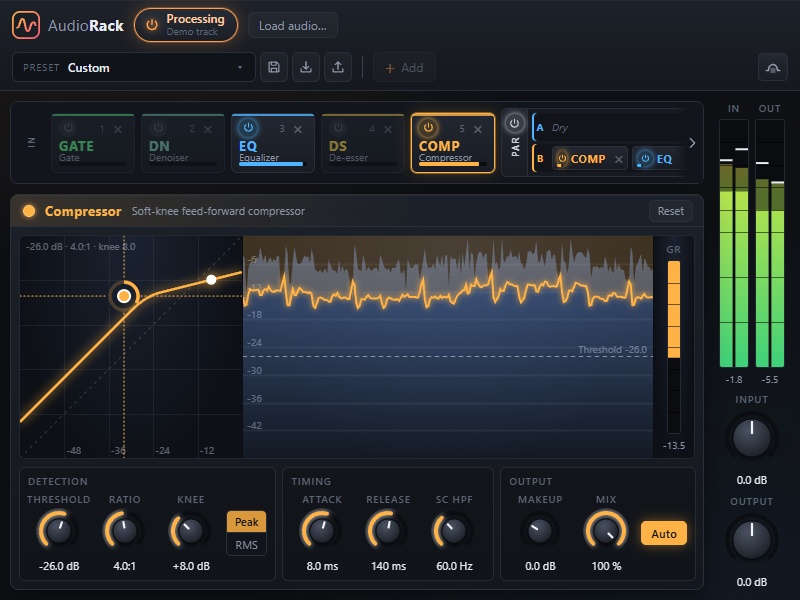 AudioRack
Processing
Demo track
Load audio...
PRESET Custom
+ Add
IN
1
GATE
Gate
2
DN
Denoiser
3
EQ
Equalizer
4
DS
De-esser
5
COMP
Compressor
PAR
A Dry
B COMP EQ
IN OUT
Compressor Soft-knee feed-forward compressor Reset
-26.0 dB · 4.0:1 · knee 8.0
-48 -36 -24 -12
-6
-18
-24
-30
-36
-42
Threshold -26.0
GR
-13.5
-1.8 -5.5
INPUT
0.0 dB
OUTPUT
0.0 dB
DETECTION
THRESHOLD RATIO KNEE
-26.0 dB 4.0:1 +8.0 dB
Peak
RMS
TIMING
ATTACK RELEASE SC HPF
8.0 ms 140 ms 60.0 Hz
OUTPUT
MAKEUP MIX
0.0 dB 100 %
Auto